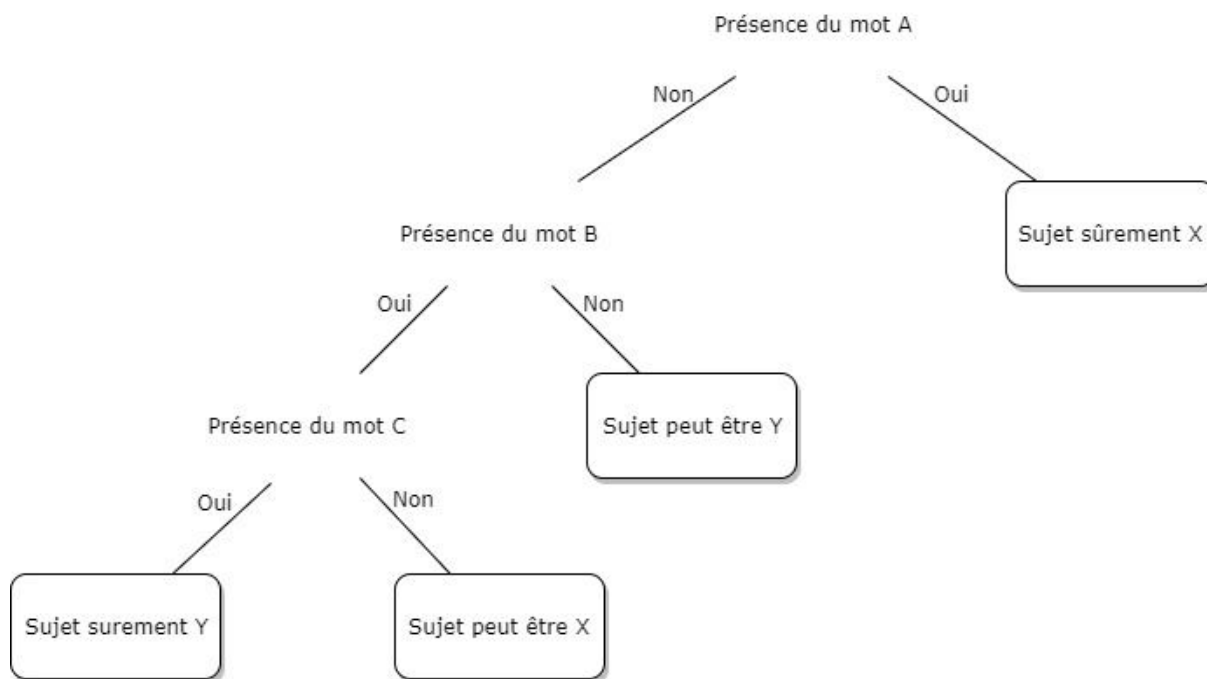 Présence du mot A
Non
Oui
Sujet sûrement X
Présence du mot B
Oui
Non
Sujet peut être Y
Présence du mot C
Oui
Non
Sujet surement Y
Sujet peut être X